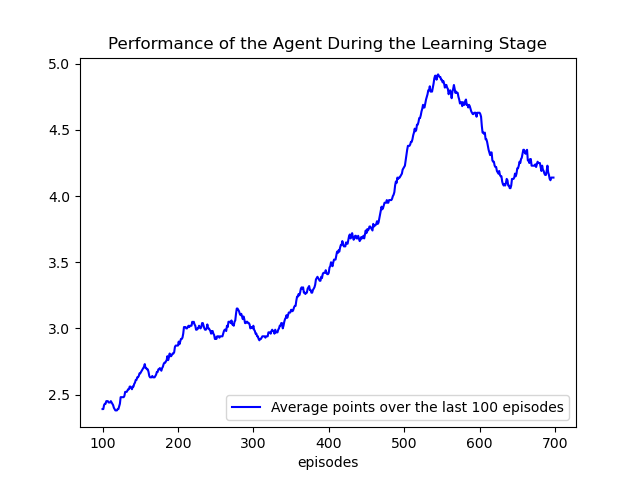 Performance of the Agent During the Learning Stage
5.0
4.5
4.0
3.5
3.0
2.5
Average points over the last 100 episodes
100 200 300 400 500 600 700
episodes